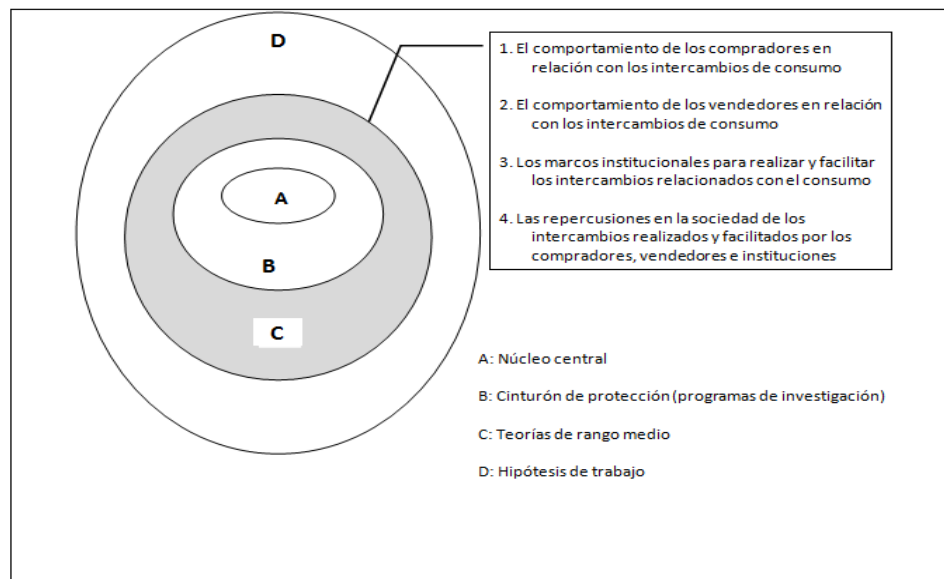 D
1. El comportamiento de los compradores en
relación con los intercambios de consumo
2. El comportamiento de los vendedores en relación
con los intercambios de consumo
3. Los marcos institucionales para realizar y facilitar
los intercambios relacionados con el consumo
4. Las repercusiones en la sociedad de los
intercambios realizados y facilitados por los
compradores, vendedores e instituciones
A
B
C
A: Núcleo central
B: Cinturón de protección (programas de investigación)
C: Teorías de rango medio
D: Hipótesis de trabajo